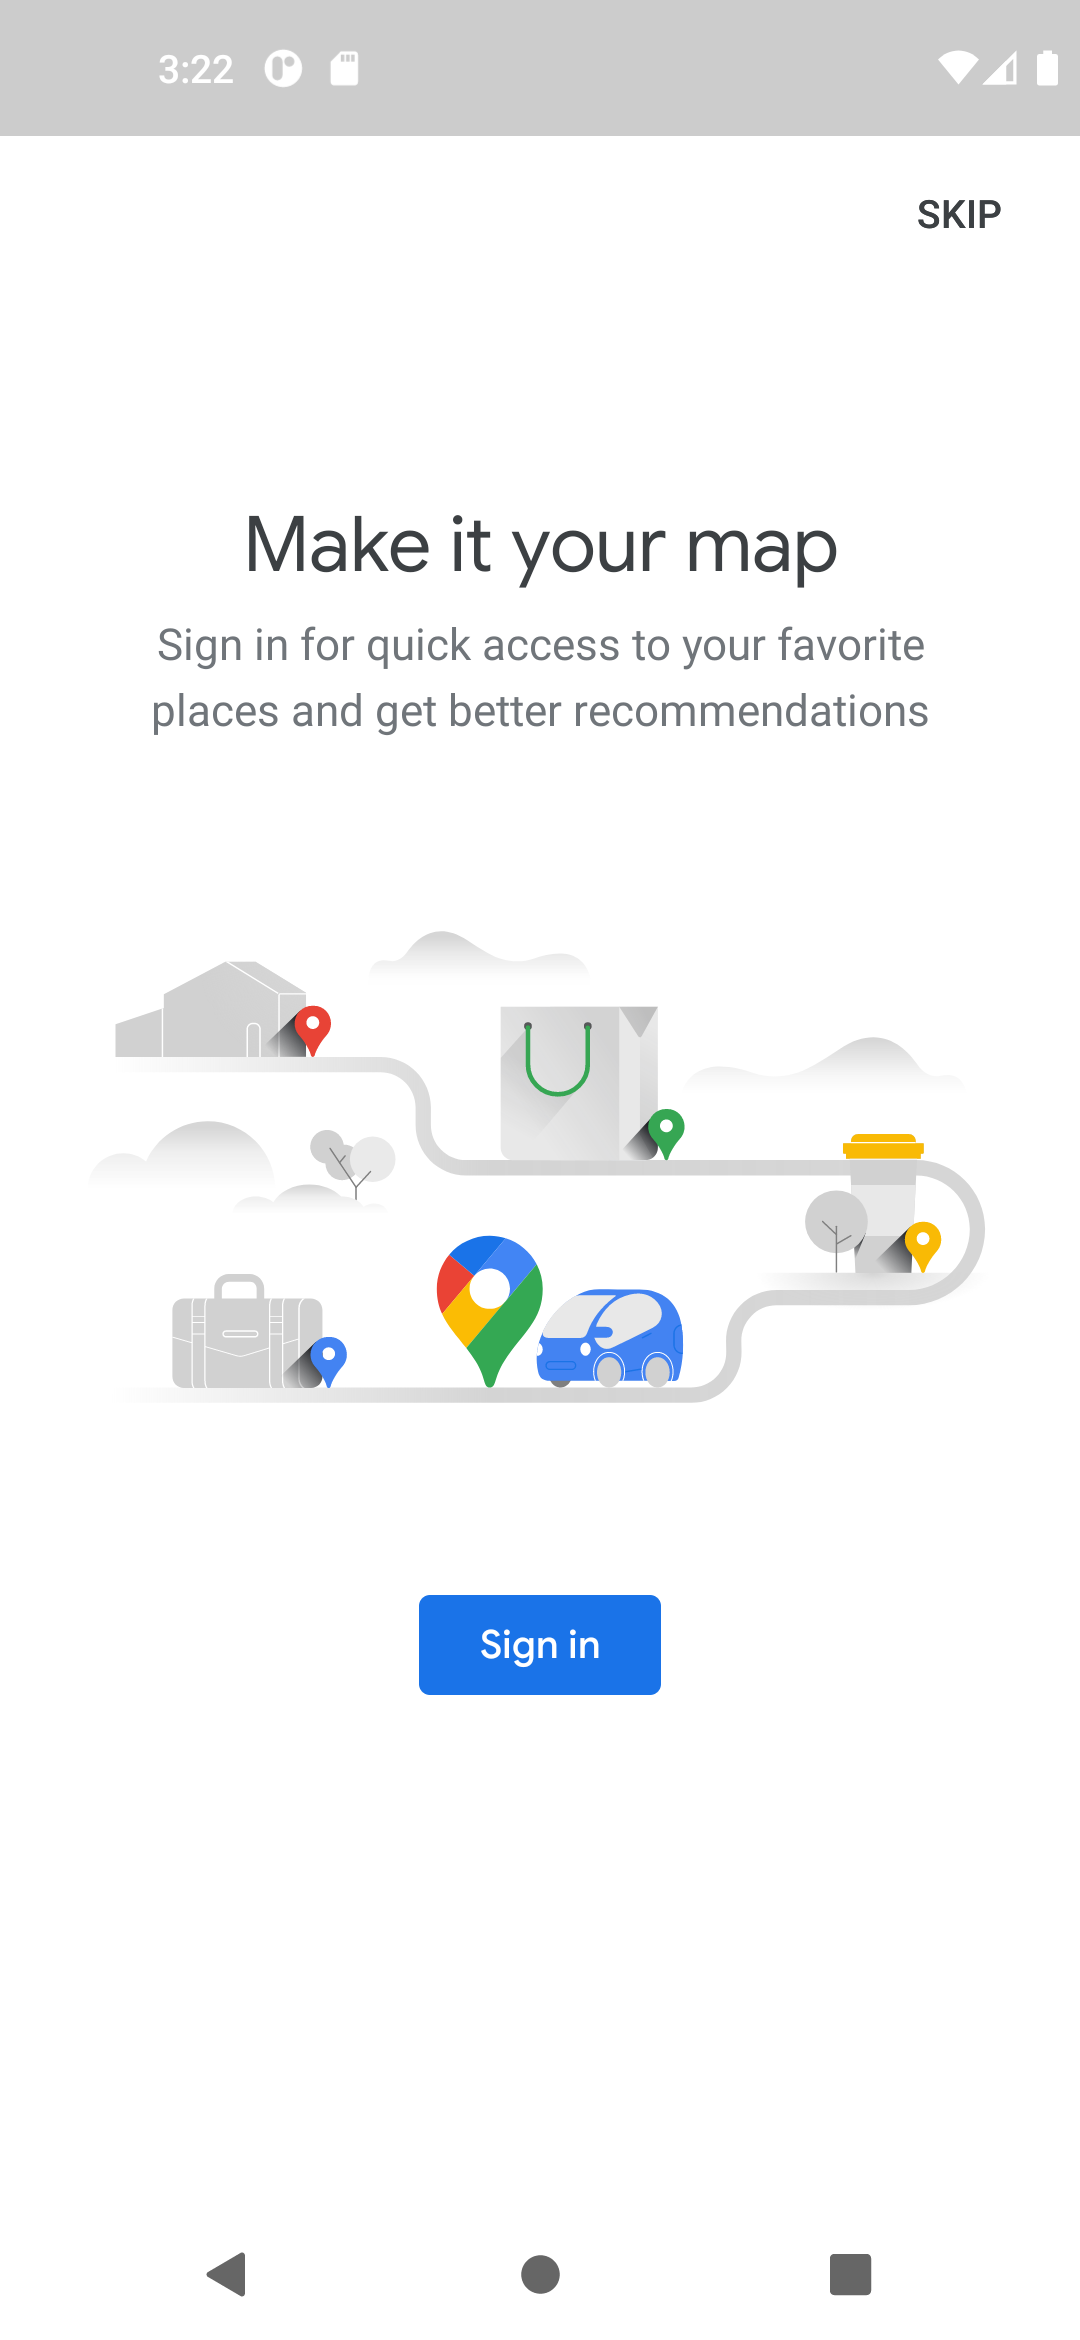 3:22
SKIP
Make it your map
Sign in for quick access to your favorite
places and get better recommendations
Sign in